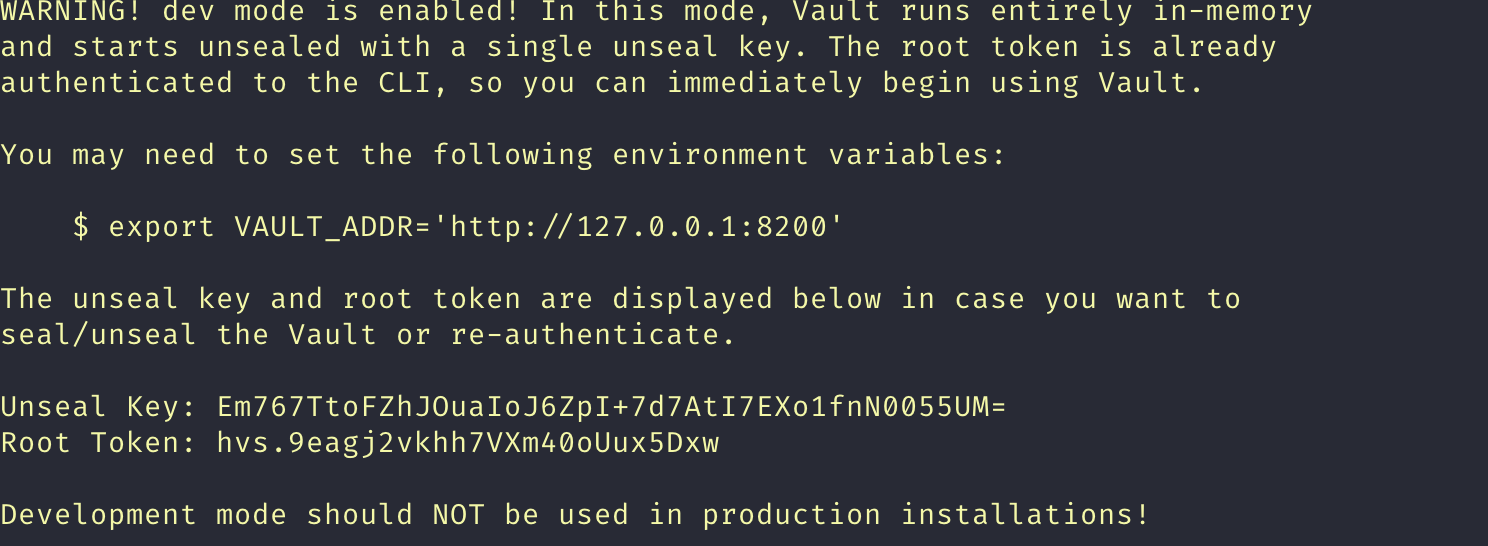 WARNING! dev mode is enabled! In this mode, Vault runs entirely in-memory
and starts unsealed with a single unseal key. The root token is already
authenticated to the CLI, so you can immediately begin using Vault.
You may need to set the following environment variables:
$ export VAULT_ADDR='http://127.0.0.1:8200'
The unseal key and root token are displayed below in case you want to
seal/unseal the Vault or re-authenticate.
Unseal Key: Em767TtoFZhJOuaIoJ6ZpI+7d7AtI7EXo1fnN0055UM=
Root Token: hvs.9eagj2vkhh7VXm40oUux5Dxw
Development mode should NOT be used in production installations!